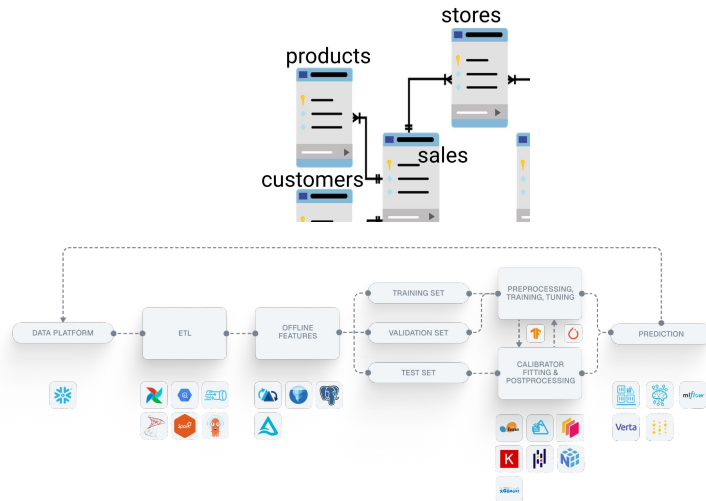 stores
products
sales
customers
TRAINING SET
PREPROCESSING,
TRAINING, TUNING
DATA PLATFORM
ETL
OFFLINE
FEATURES
VALIDATION SET
PREDICTION
TEST SET
CALIBRATOR
FITTING &
POSTPROCESSING
mlflow
Spark
Verta
K